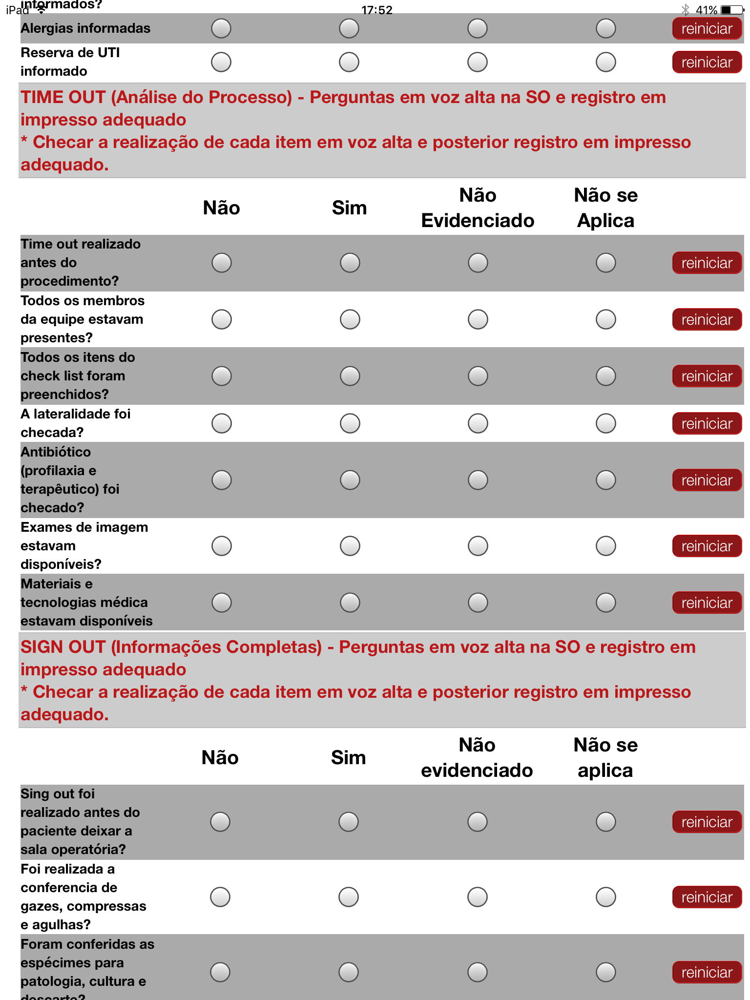 informados?
iPad 17:52 41%
Alergias informadas reiniciar
Reserva de UTI
informado
reiniciar
TIME OUT (Análise do Processo) - Perguntas em voz alta na SO e registro em
impresso adequado
* Checar a realização de cada item em voz alta e posterior registro em impresso
adequado.
Não Sim Não Evidenciado Não se Aplica
Time out realizado
antes do
procedimento?
reiniciar
Todos os membros
da equipe estavam
presentes?
reiniciar
Todos os itens do
check list foram
preenchidos?
reiniciar
A lateralidade foi
checada?
reiniciar
Antibiótico
(profilaxia e
terapêutico) foi
checado?
reiniciar
Exames de imagem
estavam
disponíveis?
reiniciar
Materiais e
tecnologias médica
estavam disponíveis
reiniciar
SIGN OUT (Informações Completas) - Perguntas em voz alta na SO e registro em
impresso adequado
* Checar a realização de cada item em voz alta e posterior registro em impresso
adequado.
Não Sim Não evidenciado Não se aplica
Sing out foi
realizado antes do
paciente deixar a
sala operatória?
reiniciar
Foi realizada a
conferencia de
gazes, compressas
e agulhas?
reiniciar
Foram conferidas as
espécimes para
patologia, cultura e
descarte?
reiniciar